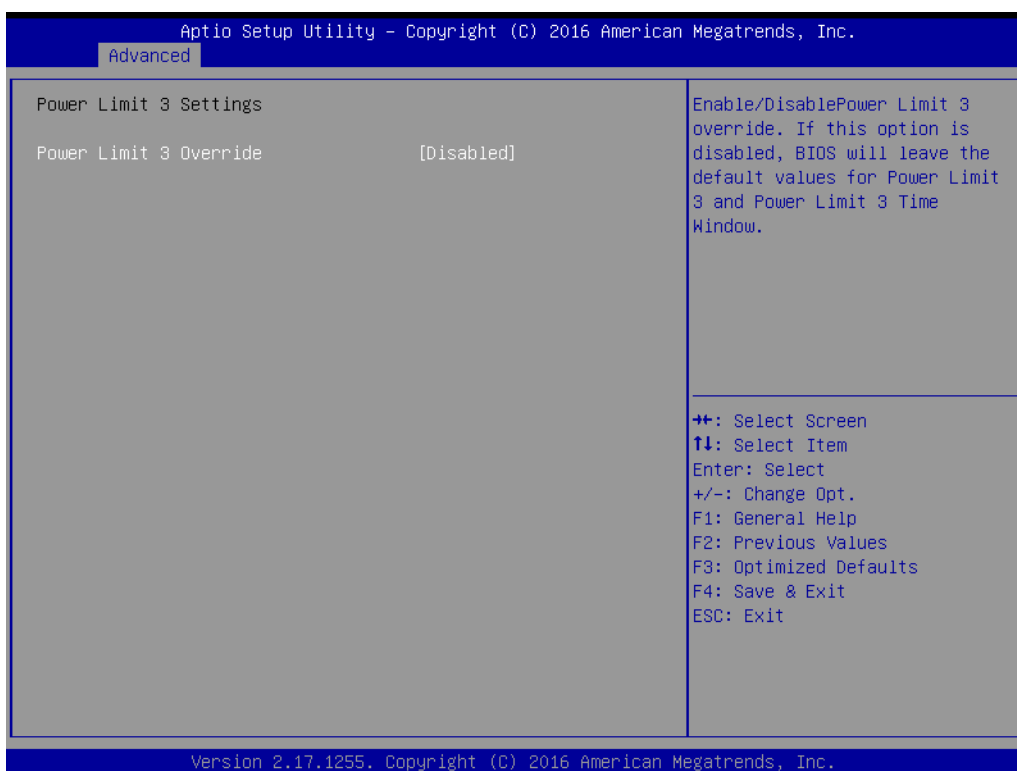 Aptio Setup Utility – Copyright (C) 2016 American Megatrends, Inc.
Advanced
Power Limit 3 Settings
Power Limit 3 Override [Disabled]
Enable/DisablePower Limit 3
override. If this option is
disabled, BIOS will leave the
default values for Power Limit
3 and Power Limit 3 Time
Window.
→←: Select Screen
↑↓: Select Item
Enter: Select
+/-: Change Opt.
F1: General Help
F2: Previous Values
F3: Optimized Defaults
F4: Save & Exit
ESC: Exit
Version 2.17.1255. Copyright (C) 2016 American Megatrends, Inc.